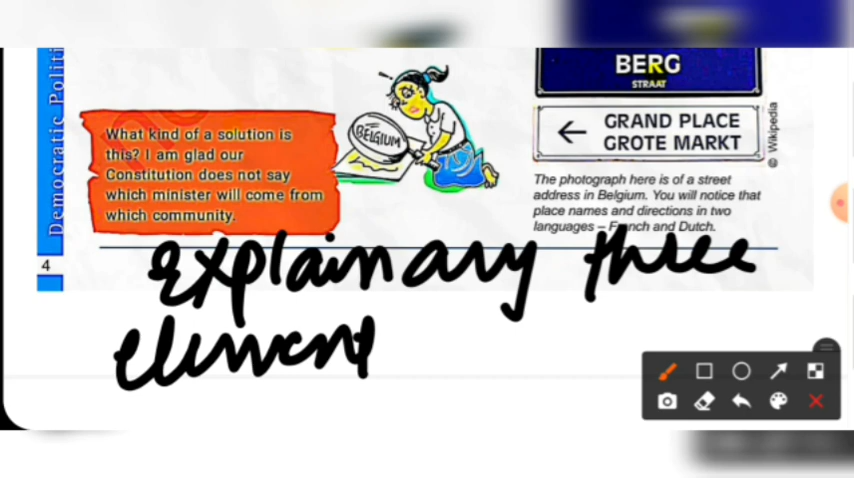 Democratic Politi
What kind of a solution is
this? I am glad our
Constitution does not say
which minister will come from
which community.
BELGIUM
BERG
STRAAT
← GRAND PLACE
GROTE MARKT
© Wikipedia
The photograph here is of a street
address in Belgium. You will notice that
place names and directions in two
languages – French and Dutch.
4
explain any three
element